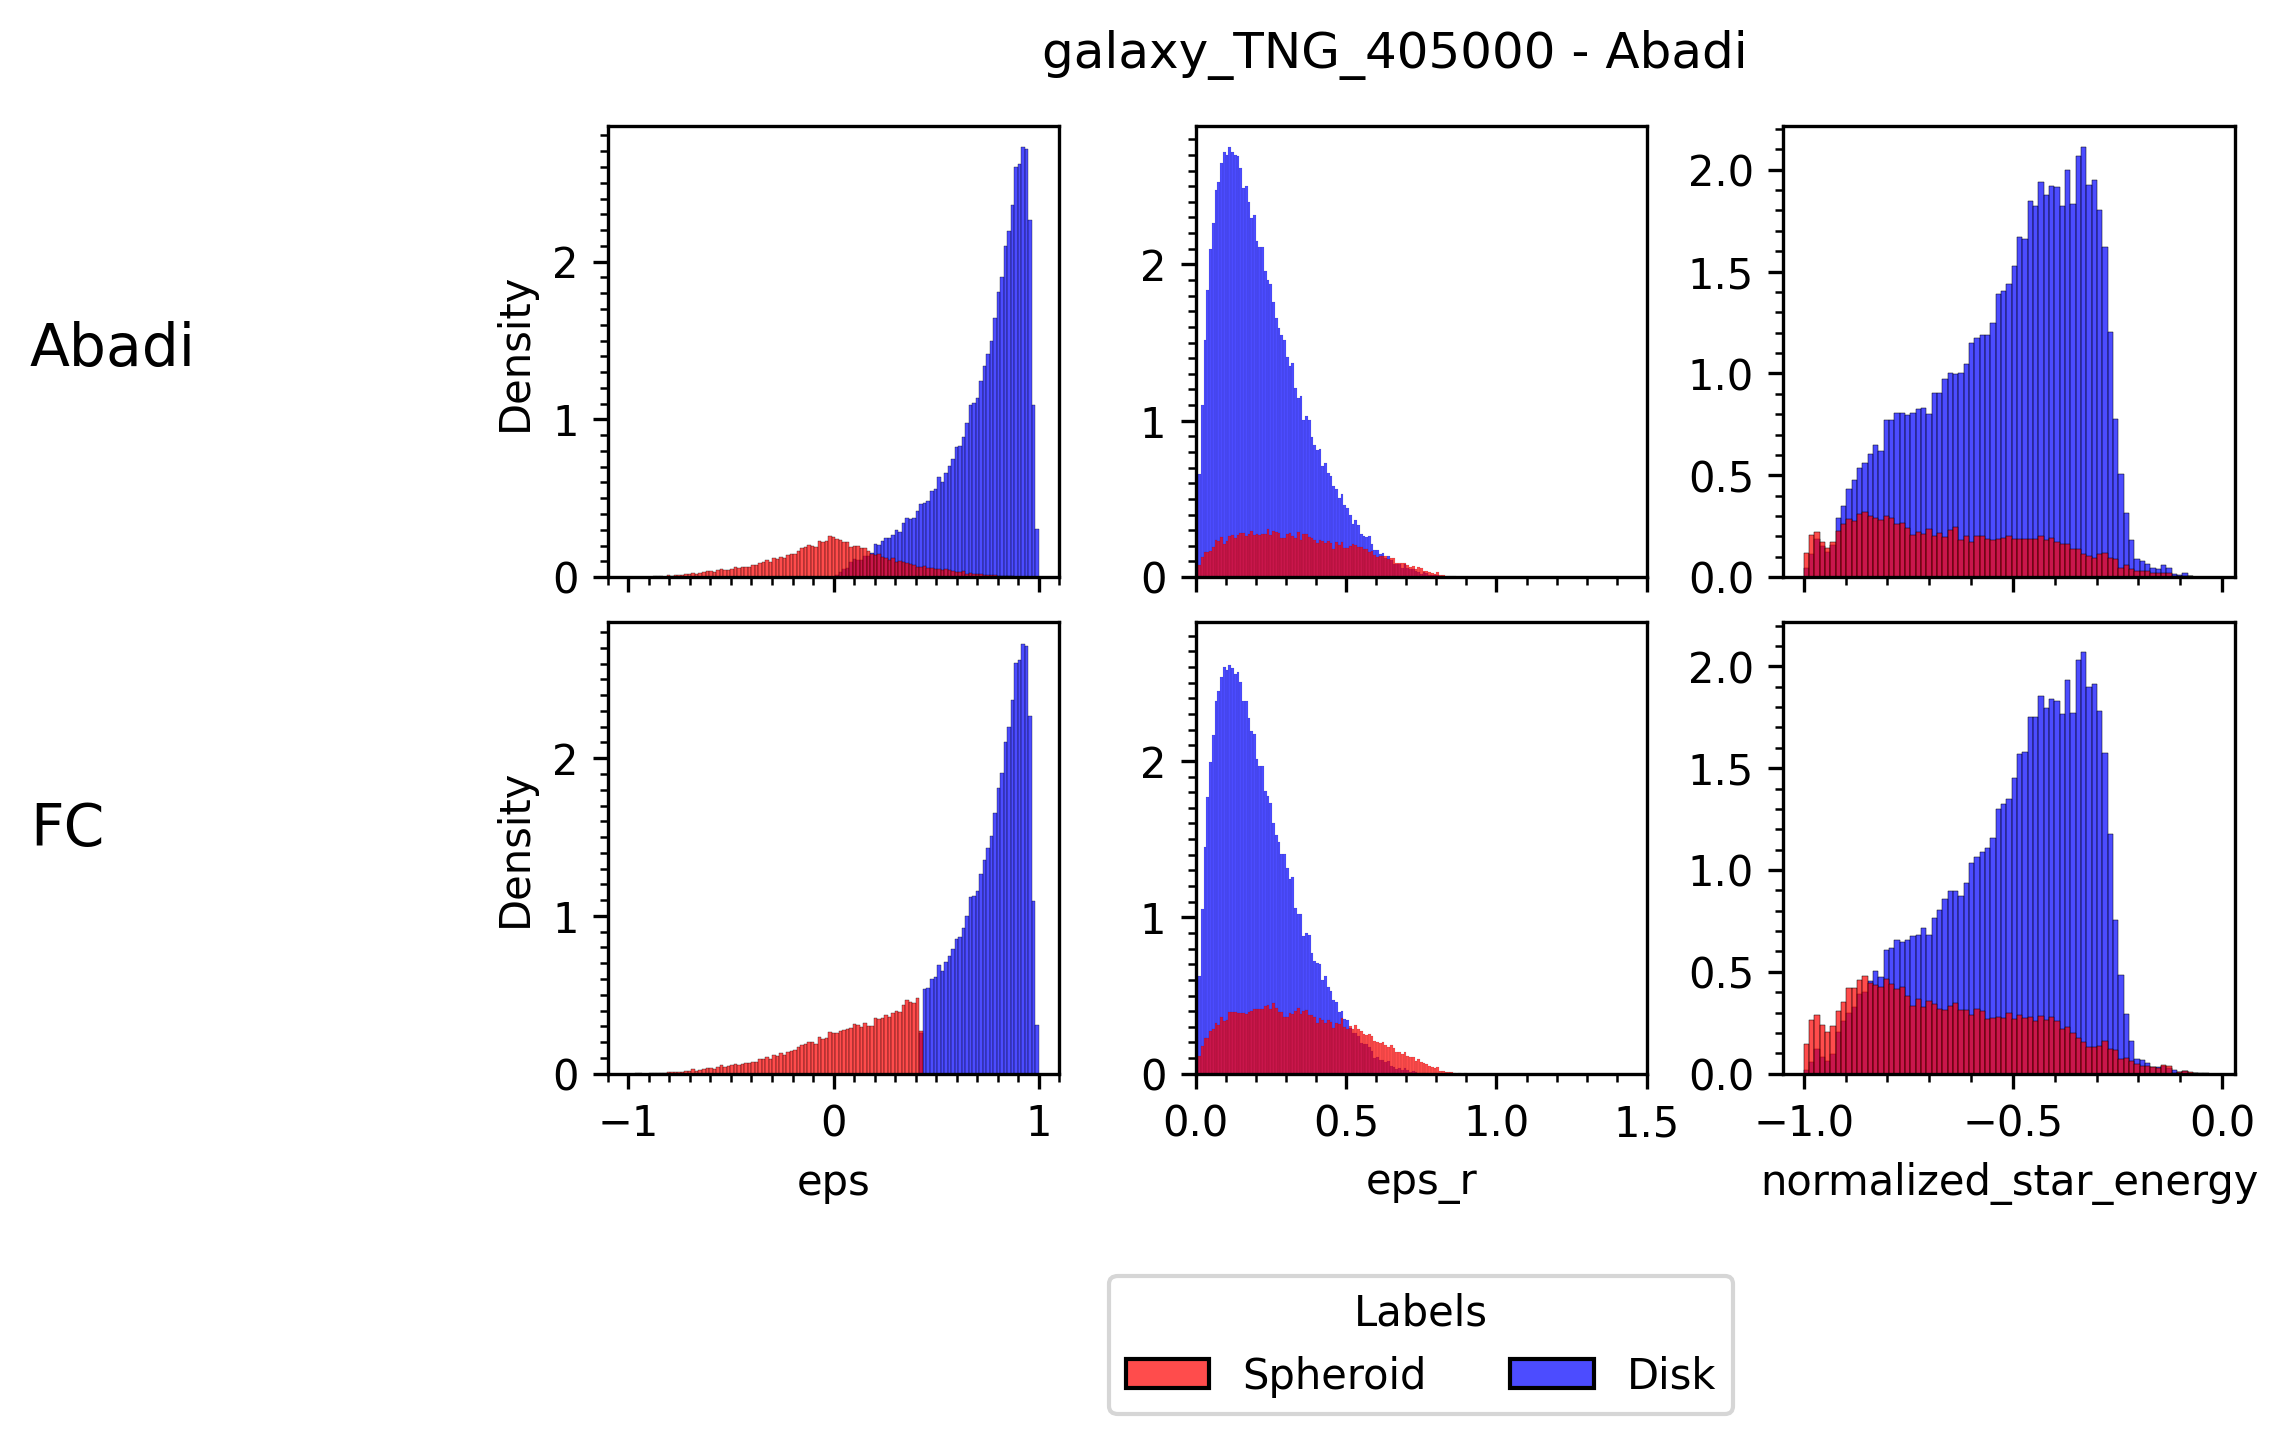 galaxy_TNG_405000 - Abadi
Abadi
Density
0
1
2
0
1
2
0.0
0.5
1.0
1.5
2.0
FC
Density
0
1
2
0
1
2
0.0
0.5
1.0
1.5
2.0
−1 0 1
0.0 0.5 1.0 1.5
−1.0 −0.5 0.0
eps
eps_r
normalized_star_energy
Labels
Spheroid Disk